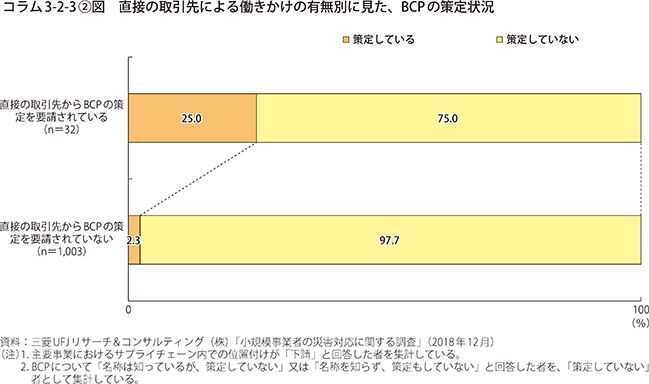 コラム3-2-3②図　直接の取引先による働きかけの有無別に見た、BCPの策定状況
策定している　策定していない
直接の取引先からBCPの策
定を要請されている
（n＝32）
25.0　75.0
直接の取引先からBCPの策
定を要請されていない
（n＝1,003）
2.3　97.7
0　100
（％）
資料：三菱UFJリサーチ＆コンサルティング（株）「小規模事業者の災害対応に関する調査」（2018年12月）
（注）1. 主要事業におけるサプライチェーン内での位置付けが「下請」と回答した者を集計している。
2. BCPについて「名称は知っているが、策定していない」又は「名称を知らず、策定もしていない」と回答した者を、「策定していない」
者として集計している。